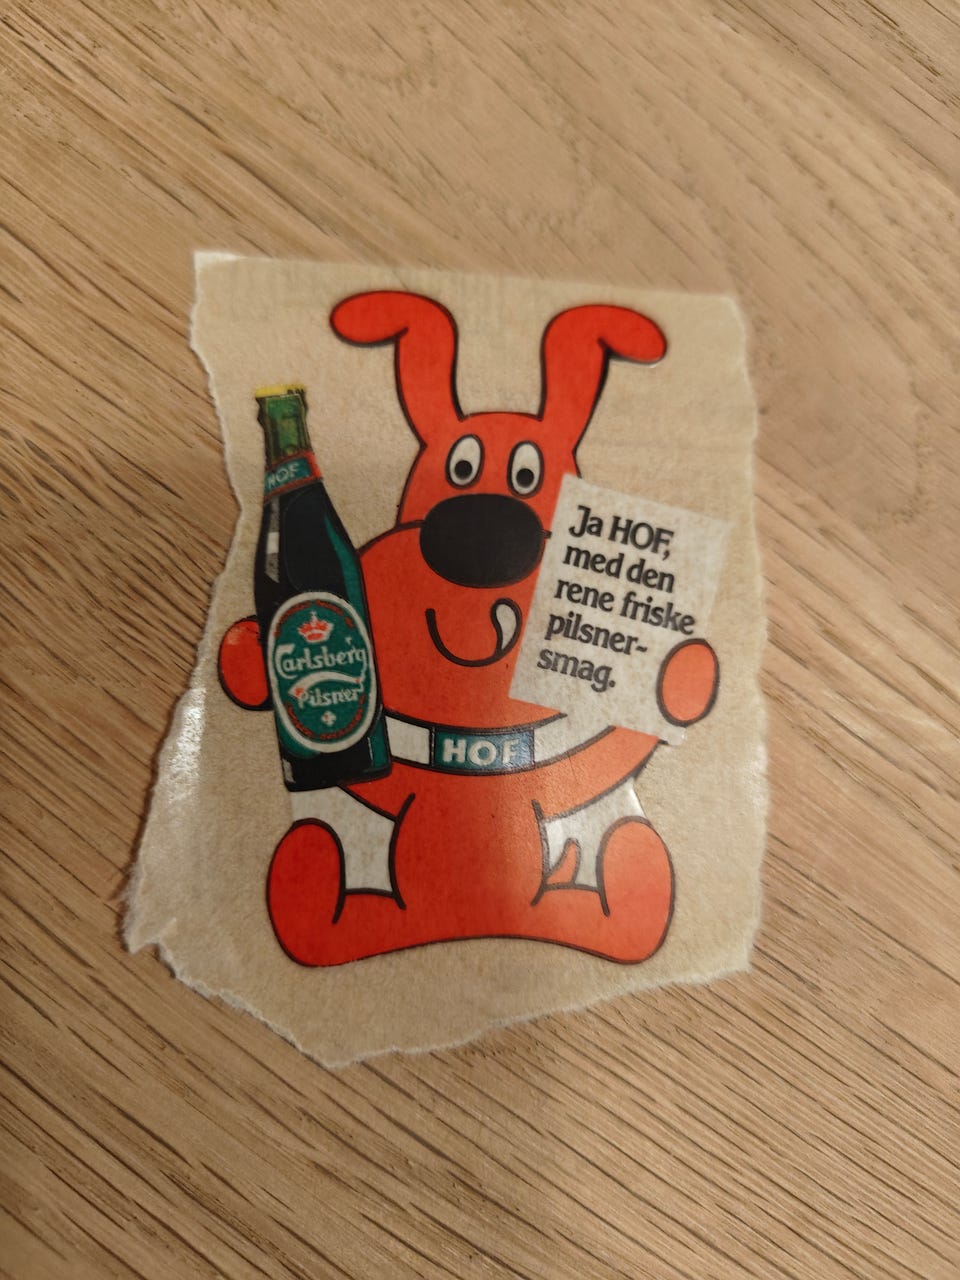 HOF
Carlsberg
Pilsner
Ja HOF,
med den
rene friske
pilsner-
smag.
HOF